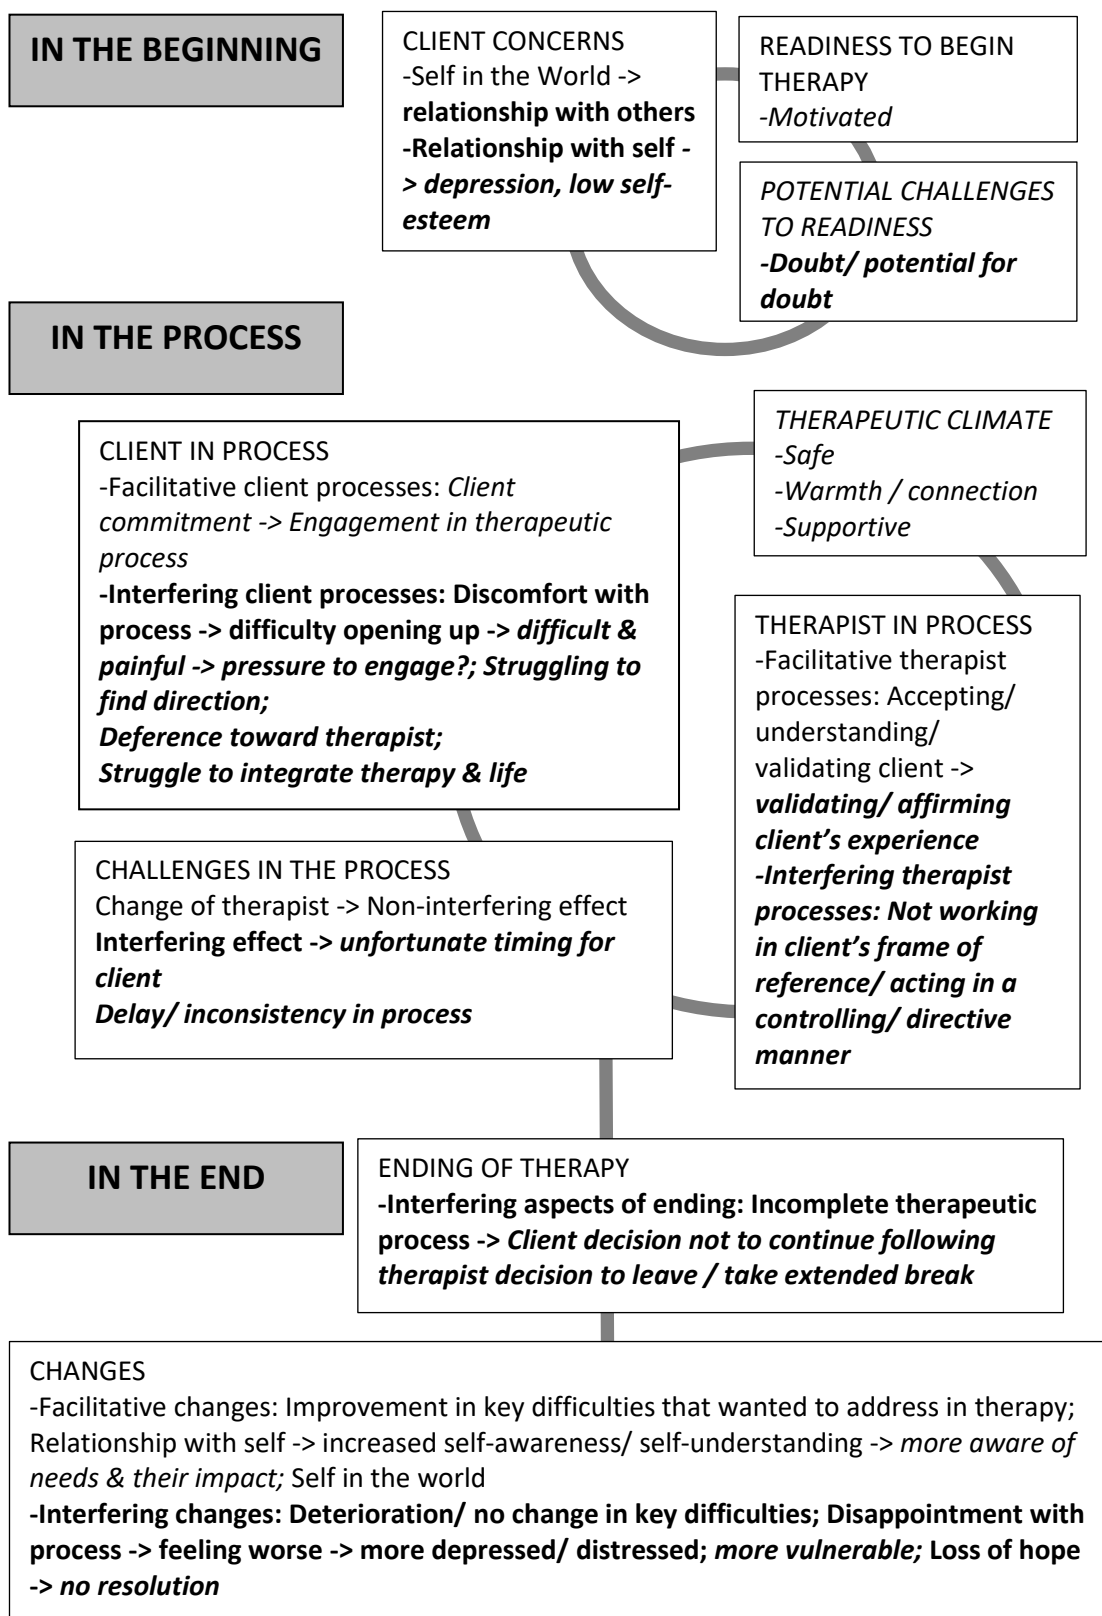 IN THE BEGINNING
CLIENT CONCERNS
-Self in the World ->
relationship with others
-Relationship with self -
> depression, low self-
esteem
READINESS TO BEGIN
THERAPY
-Motivated
POTENTIAL CHALLENGES
TO READINESS
-Doubt/ potential for
doubt
IN THE PROCESS
CLIENT IN PROCESS
-Facilitative client processes: Client
commitment -> Engagement in therapeutic
process
-Interfering client processes: Discomfort with
process -> difficulty opening up -> difficult &
painful -> pressure to engage?; Struggling to
find direction;
Deference toward therapist;
Struggle to integrate therapy & life
THERAPEUTIC CLIMATE
-Safe
-Warmth / connection
-Supportive
THERAPIST IN PROCESS
-Facilitative therapist
processes: Accepting/
understanding/
validating client ->
validating/ affirming
client’s experience
-Interfering therapist
processes: Not working
in client’s frame of
reference/ acting in a
controlling/ directive
manner
CHALLENGES IN THE PROCESS
Change of therapist -> Non-interfering effect
Interfering effect -> unfortunate timing for
client
Delay/ inconsistency in process
IN THE END
ENDING OF THERAPY
-Interfering aspects of ending: Incomplete therapeutic
process -> Client decision not to continue following
therapist decision to leave / take extended break
CHANGES
-Facilitative changes: Improvement in key difficulties that wanted to address in therapy;
Relationship with self -> increased self-awareness/ self-understanding -> more aware of
needs & their impact; Self in the world
-Interfering changes: Deterioration/ no change in key difficulties; Disappointment with
process -> feeling worse -> more depressed/ distressed; more vulnerable; Loss of hope
-> no resolution